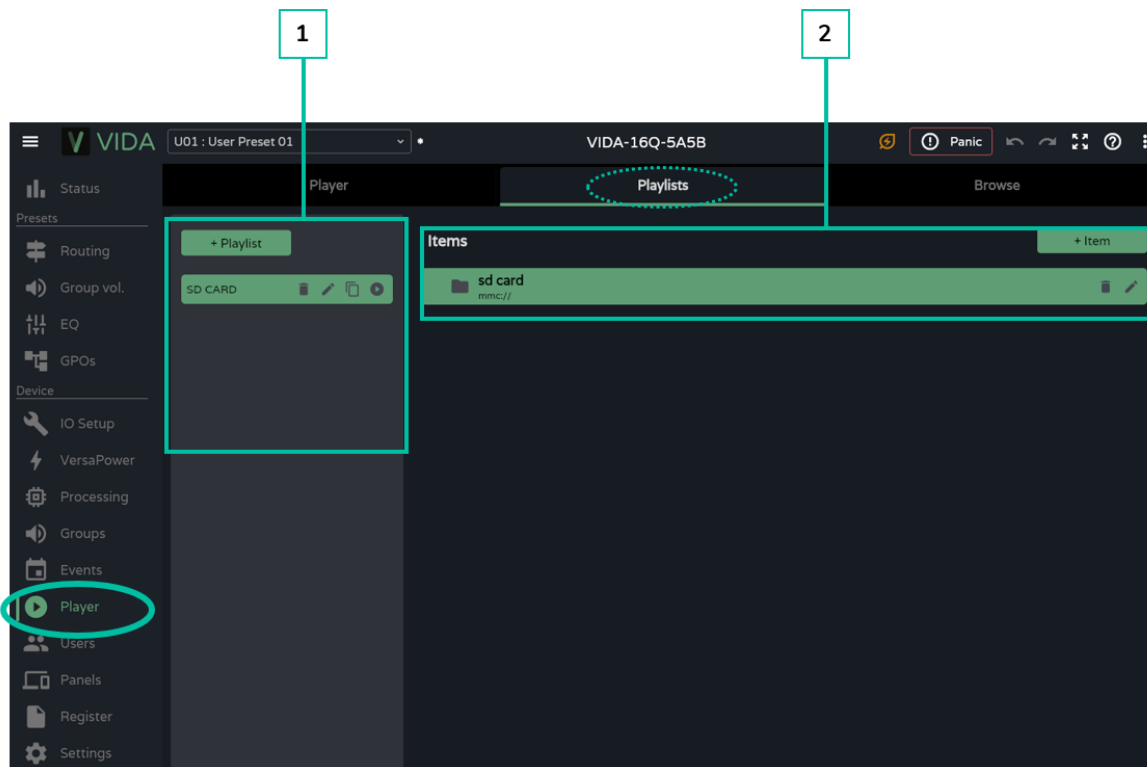 1
2
VIDA
U01 : User Preset 01
VIDA-16Q-5A5B
Panic
Player
Playlists
Browse
Status
Presets
Routing
Group vol.
EQ
GPOs
Device
IO Setup
VersaPower
Processing
Groups
Events
Player
Users
Panels
Register
Settings
+ Playlist
SD CARD
Items
+ Item
sd card
mmc://